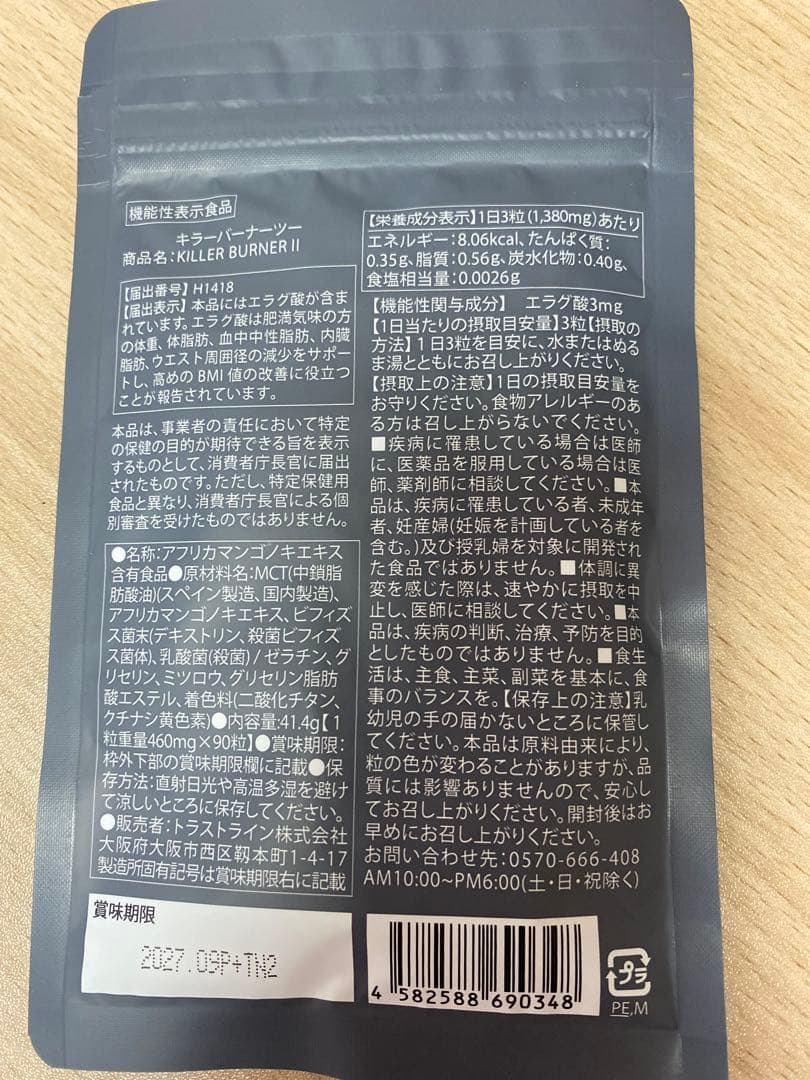 機能性表示食品
キラーバーナーツー
商品名:KILLER BURNER II
【届出番号】H1418
【届出表示】本品にはエラグ酸が含ま
れています。エラグ酸は肥満気味の方
の体重、体脂肪、血中中性脂肪、内臓
脂肪、ウエスト周囲径の減少をサポー
トし、高めのBMI値の改善に役立つ
ことが報告されています。
本品は、事業者の責任において特定
の保健の目的が期待できる旨を表示
するものとして、消費者庁長官に届出
されたものです。ただし、特定保健用
食品と異なり、消費者庁長官による個
別審査を受けたものではありません。
●名称:アフリカマンゴノキエキス
含有食品●原材料名:MCT(中鎖脂
肪酸油)(スペイン製造、国内製造)、
アフリカマンゴノキエキス、ビフィズ
ス菌末(デキストリン、殺菌ビフィズ
ス菌体)、乳酸菌(殺菌) / ゼラチン、グ
リセリン、ミツロウ、グリセリン脂肪
酸エステル、着色料(二酸化チタン、
クチナシ黄色素)●内容量:41.4g【1
粒重量460mg×90粒】●賞味期限:
枠外下部の賞味期限欄に記載●保
存方法:直射日光や高温多湿を避け
て涼しいところに保存してください。
●販売者:トラストライン株式会社
大阪府大阪市西区靱本町1-4-17
製造所固有記号は賞味期限右に記載
【栄養成分表示】1日3粒(1,380mg)あたり
エネルギー:8.06kcal、たんぱく質:
0.35g、脂質:0.56g、炭水化物:0.40g、
食塩相当量:0.0026g
【機能性関与成分】 エラグ酸3mg
【1日当たりの摂取目安量】3粒【摂取の
方法】1日3粒を目安に、水またはぬる
ま湯とともにお召し上がりください。
【摂取上の注意】1日の摂取目安量を
お守りください。食物アレルギーのあ
る方は召し上がらないでください。
■疾病に罹患している場合は医師
に、医薬品を服用している場合は医
師、薬剤師に相談してください。■本
品は、疾病に罹患している者、未成年
者、妊産婦(妊娠を計画している者を
含む。)及び授乳婦を対象に開発され
た食品ではありません。■体調に異
変を感じた際は、速やかに摂取を中
止し、医師に相談してください。■本
品は、疾病の判断、治療、予防を目的
としたものではありません。■食生
活は、主食、主菜、副菜を基本に、食
事のバランスを。【保存上の注意】乳
幼児の手の届かないところに保管し
てください。本品は原料由来により、
粒の色が変わることがありますが、品
質には影響ありませんので、安心し
てお召し上がりください。開封後はお
早めにお召し上がりください。
お問い合わせ先:0570-666-408
AM10:00~PM6:00(土・日・祝除く)
賞味期限
2027.09P+TN2
4 582588 690348
プラ
PE,M